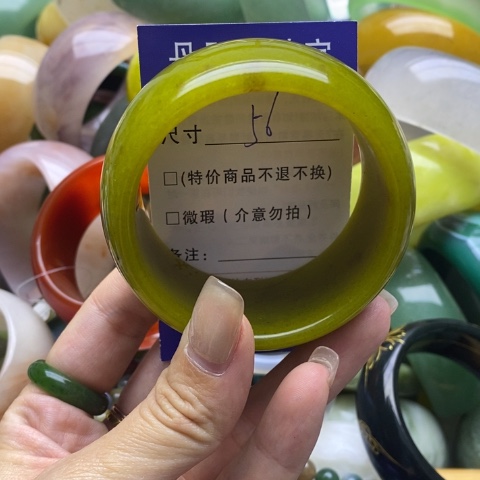 尺寸 56
□(特价商品不退不换)
□微瑕(介意勿拍)
备注: